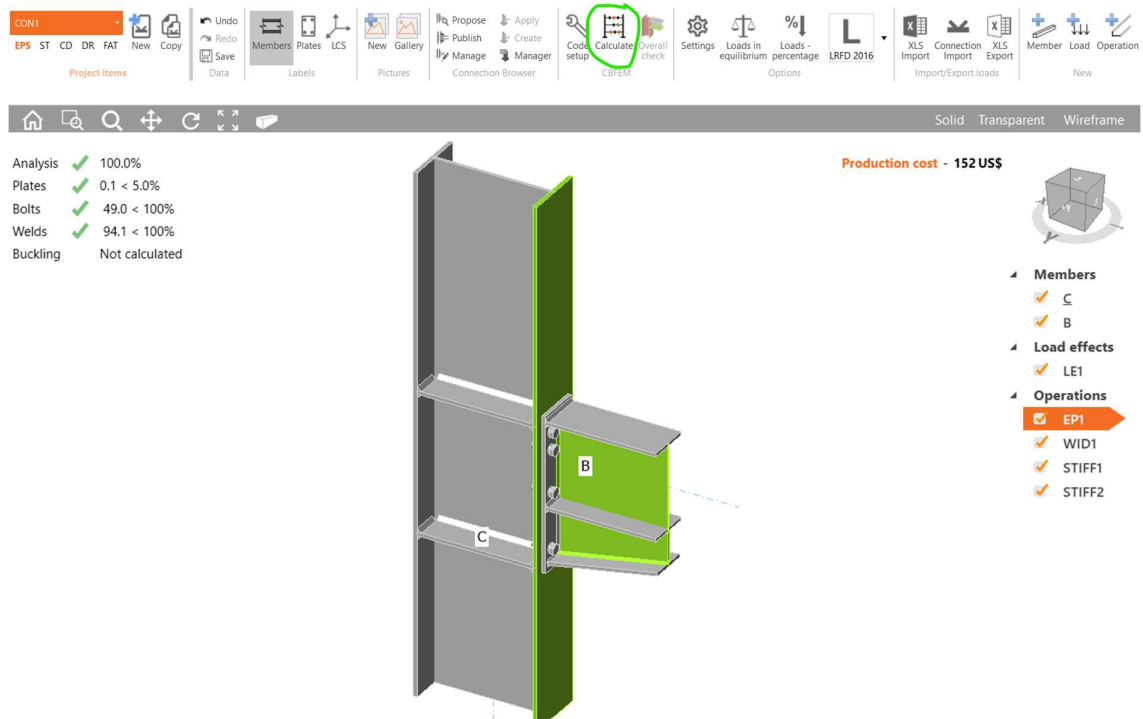 CON1
EPS ST CD DR FAT
New Copy
Project items
Undo
Redo
Save
Data
Members Plates LCS
Labels
New Gallery
Pictures
Propose Apply
Publish Create
Manage Manager
Connection Browser
Code setup Calculate Overall check
CBFEM
Settings Loads in equilibrium Loads - percentage
L
LRFD 2016
Options
XLS Import Connection Import XLS Export
Import/Export loads
Member Load Operation
New
Solid Transparent Wireframe
Analysis 100.0%
Plates 0.1 < 5.0%
Bolts 49.0 < 100%
Welds 94.1 < 100%
Buckling Not calculated
Production cost - 152 US$
Members
C
B
Load effects
LE1
Operations
EP1
WID1
STIFF1
STIFF2
B
C